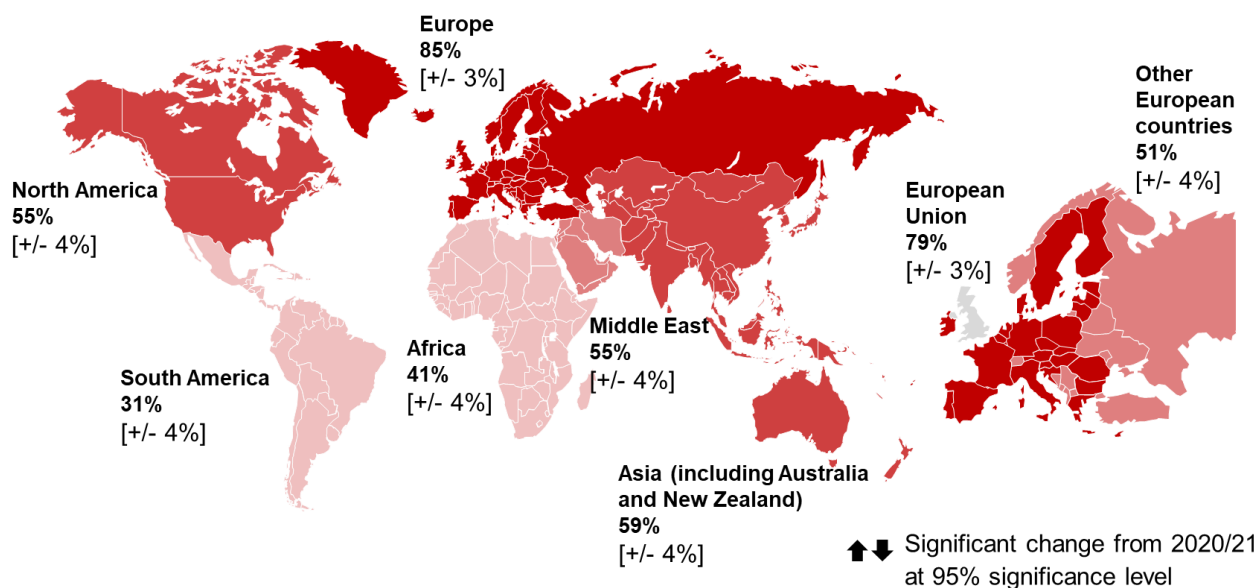 Europe
85%
[+/- 3%]
Other
European
countries
51%
[+/- 4%]
North America
55%
[+/- 4%]
European
Union
79%
[+/- 3%]
Middle East
55%
[+/- 4%]
Africa
41%
[+/- 4%]
South America
31%
[+/- 4%]
Asia (including Australia
and New Zealand)
59%
[+/- 4%]
Significant change from 2020/21
at 95% significance level